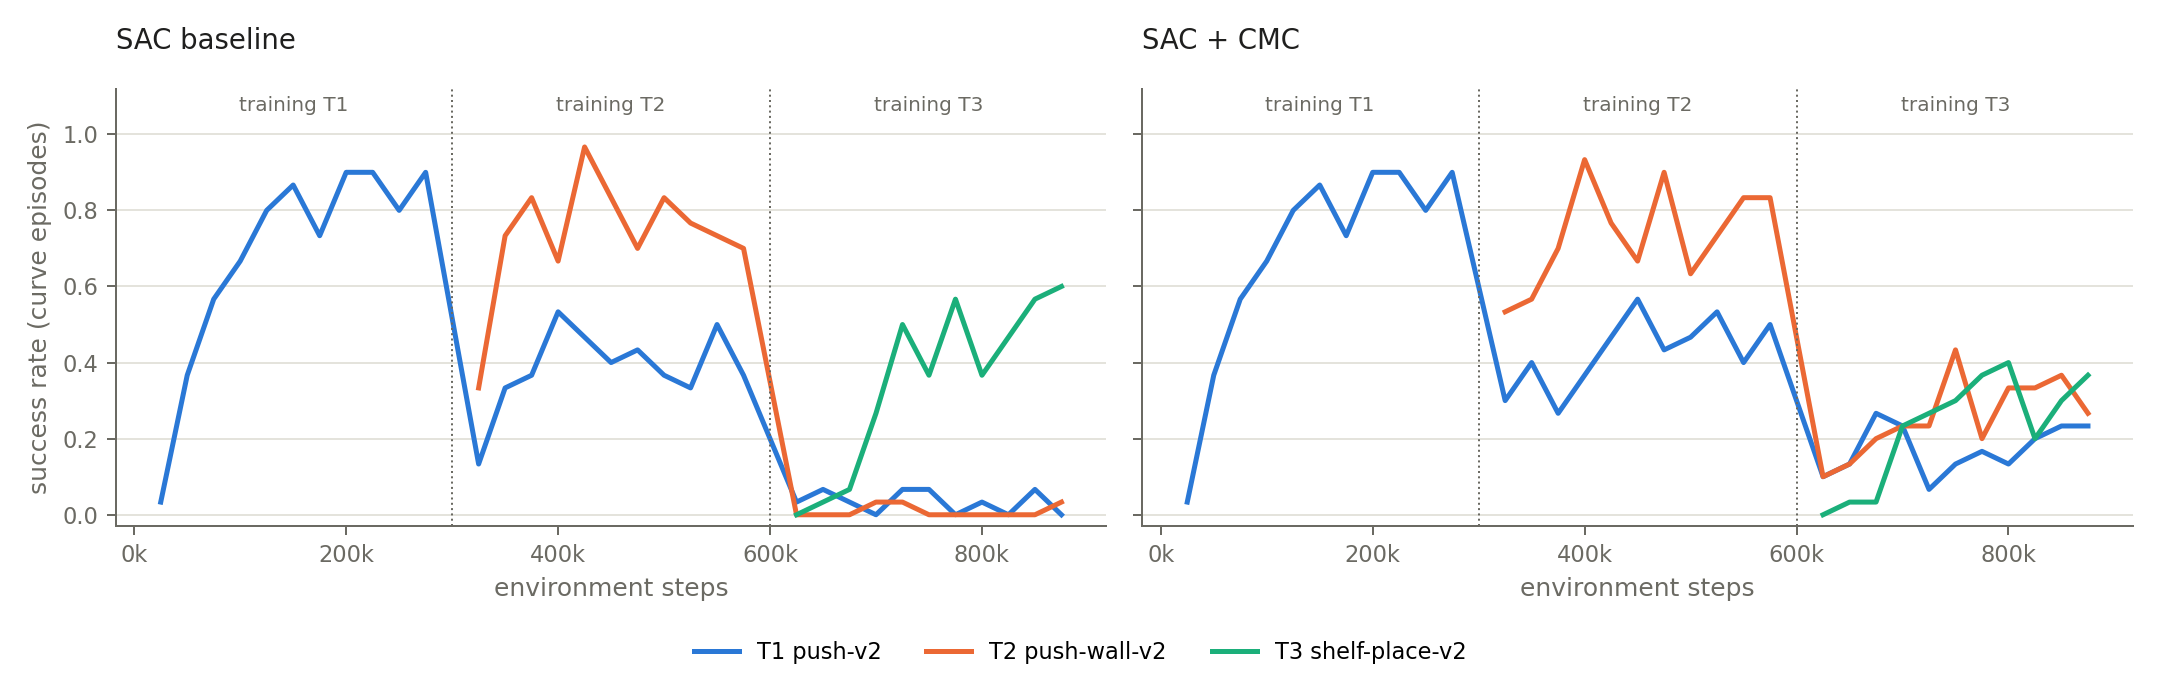 SAC baseline
SAC + CMC
training T1
training T2
training T3
training T1
training T2
training T3
success rate (curve episodes)
1.0
0.8
0.6
0.4
0.2
0.0
0k
200k
400k
600k
800k
0k
200k
400k
600k
800k
environment steps
environment steps
T1 push-v2
T2 push-wall-v2
T3 shelf-place-v2